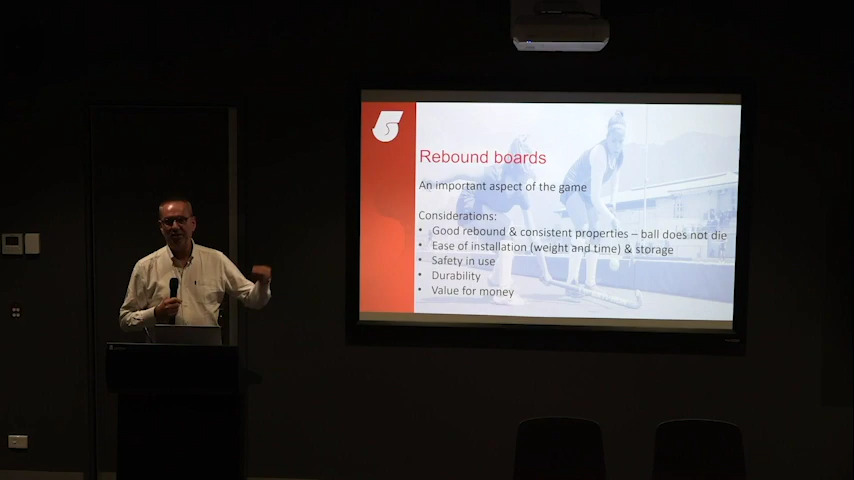 Rebound boards
An important aspect of the game
Considerations:
• Good rebound & consistent properties – ball does not die
• Ease of installation (weight and time) & storage
• Safety in use
• Durability
• Value for money